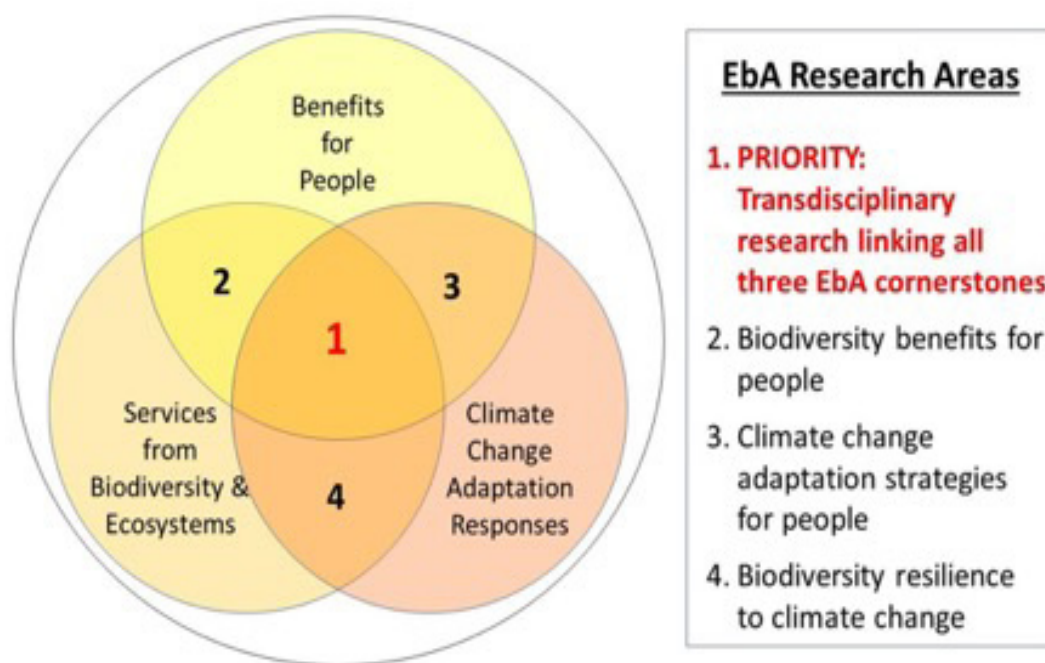 Benefits
for
People
2
3
1
Services
from
Biodiversity &
Ecosystems
Climate
Change
Adaptation
Responses
4
EbA Research Areas
1. PRIORITY:
Transdisciplinary
research linking all
three EbA cornerstones
2. Biodiversity benefits for
people
3. Climate change
adaptation strategies
for people
4. Biodiversity resilience
to climate change